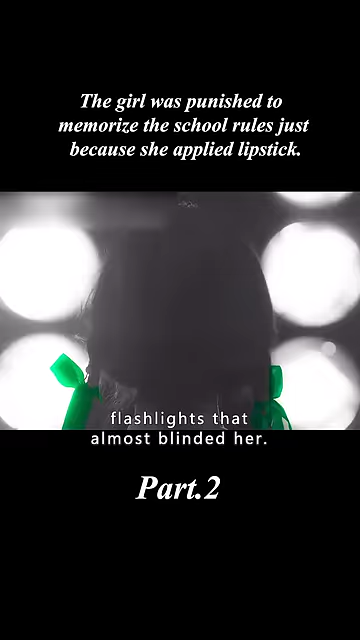 The girl was punished to
memorize the school rules just
because she applied lipstick.
flashlights that
almost blinded her.
Part.2